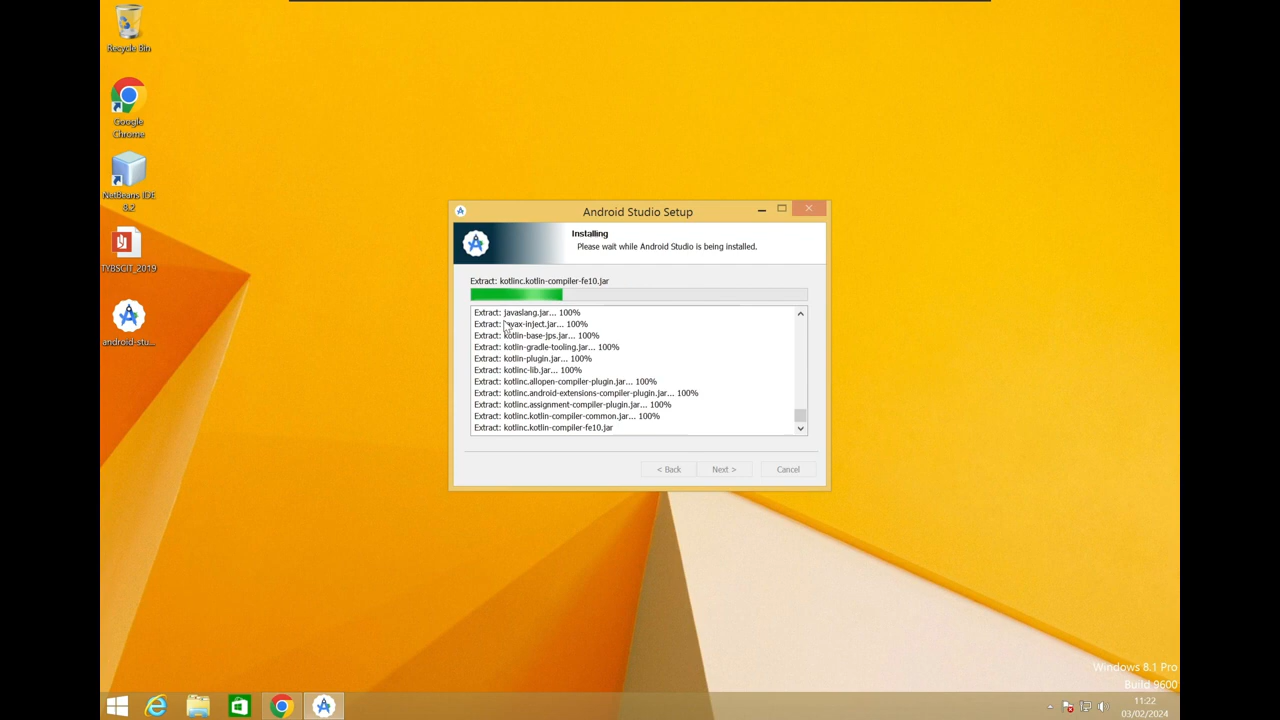 Recycle Bin
Google
Chrome
NetBeans IDE
8.2
TYBSCIT_2019
android-stu...
Android Studio Setup
Installing
Please wait while Android Studio is being installed.
Extract: kotlinc.kotlin-compiler-fe10.jar
Extract: javaslang.jar... 100%
Extract: javax-inject.jar... 100%
Extract: kotlin-base-jps.jar... 100%
Extract: kotlin-gradle-tooling.jar... 100%
Extract: kotlin-plugin.jar... 100%
Extract: kotlinc-lib.jar... 100%
Extract: kotlinc.allopen-compiler-plugin.jar... 100%
Extract: kotlinc.android-extensions-compiler-plugin.jar... 100%
Extract: kotlinc.assignment-compiler-plugin.jar... 100%
Extract: kotlinc.kotlin-compiler-common.jar... 100%
Extract: kotlinc.kotlin-compiler-fe10.jar
< Back
Next >
Cancel
Windows 8.1 Pro
Build 9600
11:22
03/02/2024